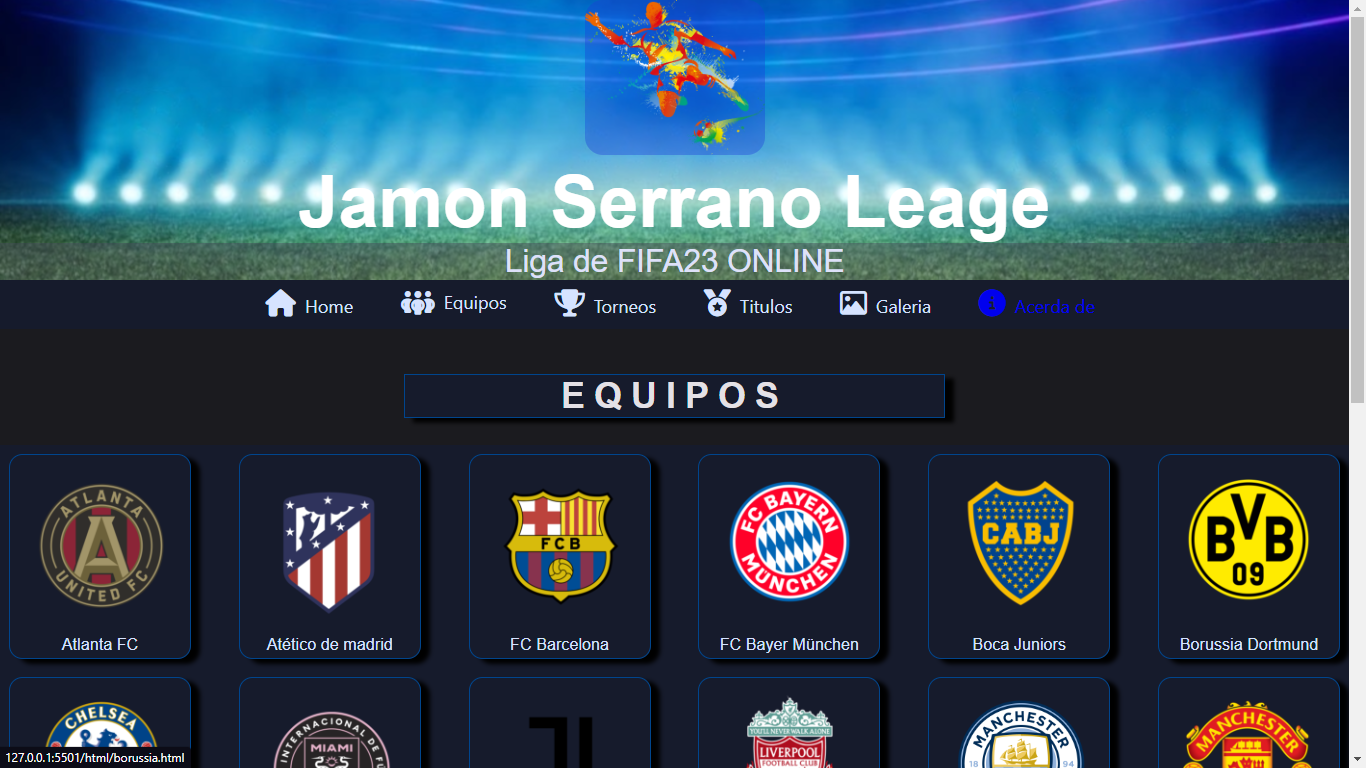 Jamon Serrano Leage
Liga de FIFA23 ONLINE
Home Equipos Torneos Titulos Galeria Acerda de
EQUIPOS
ATLANTA
A
UNITED FC
FCB
FC BAYERN
MÜNCHEN
CABJ
BVB
09
Atlanta FC
Atético de madrid
FC Barcelona
FC Bayer München
Boca Juniors
Borussia Dortmund
CHELSEA
INTERNACIONAL DE
MIAMI
YOU'LL NEVER WALK ALONE
LIVERPOOL
FOOTBALL CLUB
MANCHESTER
18 94
MANCHESTER
127.0.0.1:5501/html/borussia.html